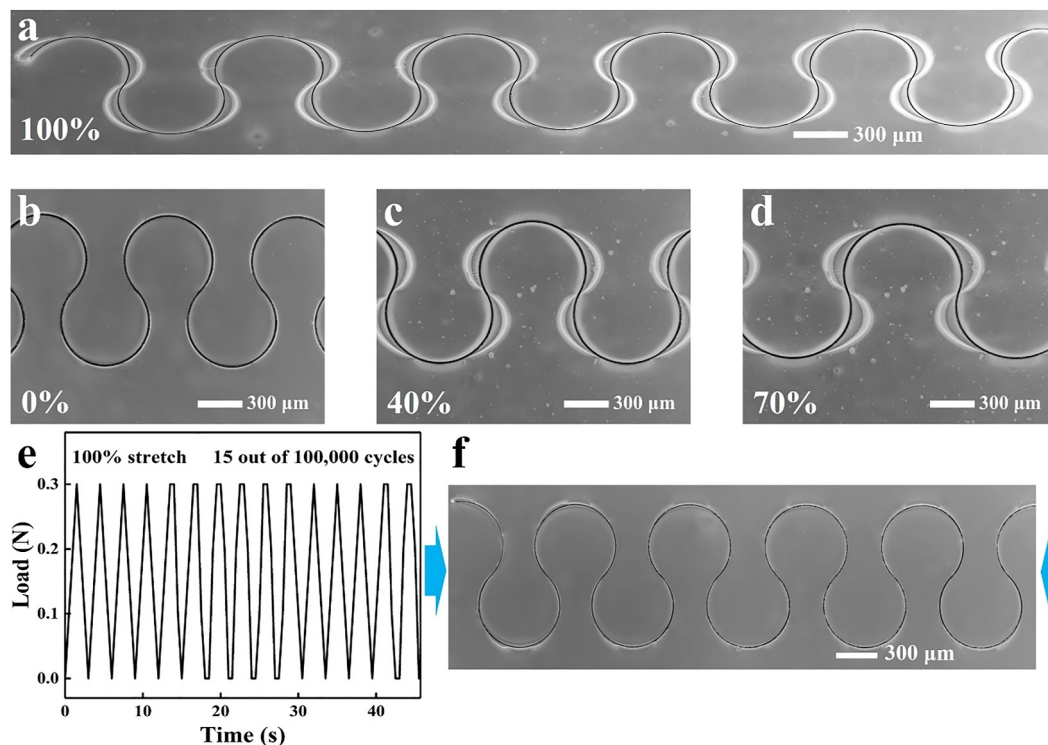 a
100%
300 µm
b
0%
300 µm
c
40%
300 µm
d
70%
300 µm
e
100% stretch 15 out of 100,000 cycles
Load (N)
0.3
0.2
0.1
0.0
0 10 20 30 40
Time (s)
f
300 µm